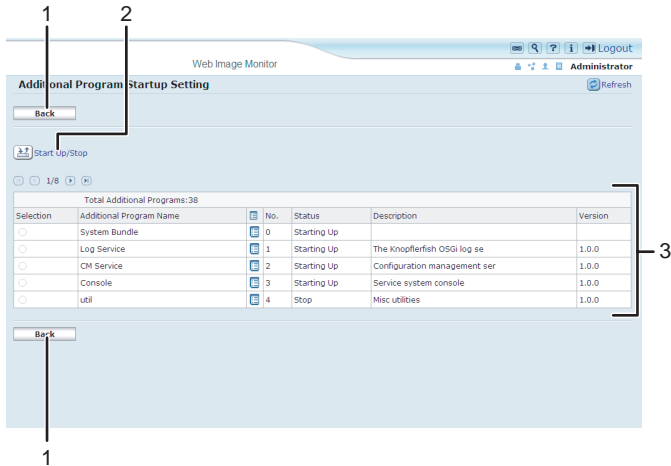 1 2
Logout
Web Image Monitor
Administrator
Additional Program Startup Setting
Refresh
Back
Start Up/Stop
1/8
Total Additional Programs:38
Selection Additional Program Name No. Status Description Version
System Bundle 0 Starting Up
Log Service 1 Starting Up The Knopflerfish OSGi log se 1.0.0
CM Service 2 Starting Up Configuration management ser 1.0.0
Console 3 Starting Up Service system console 1.0.0
util 4 Stop Misc utilities 1.0.0
3
Back
1